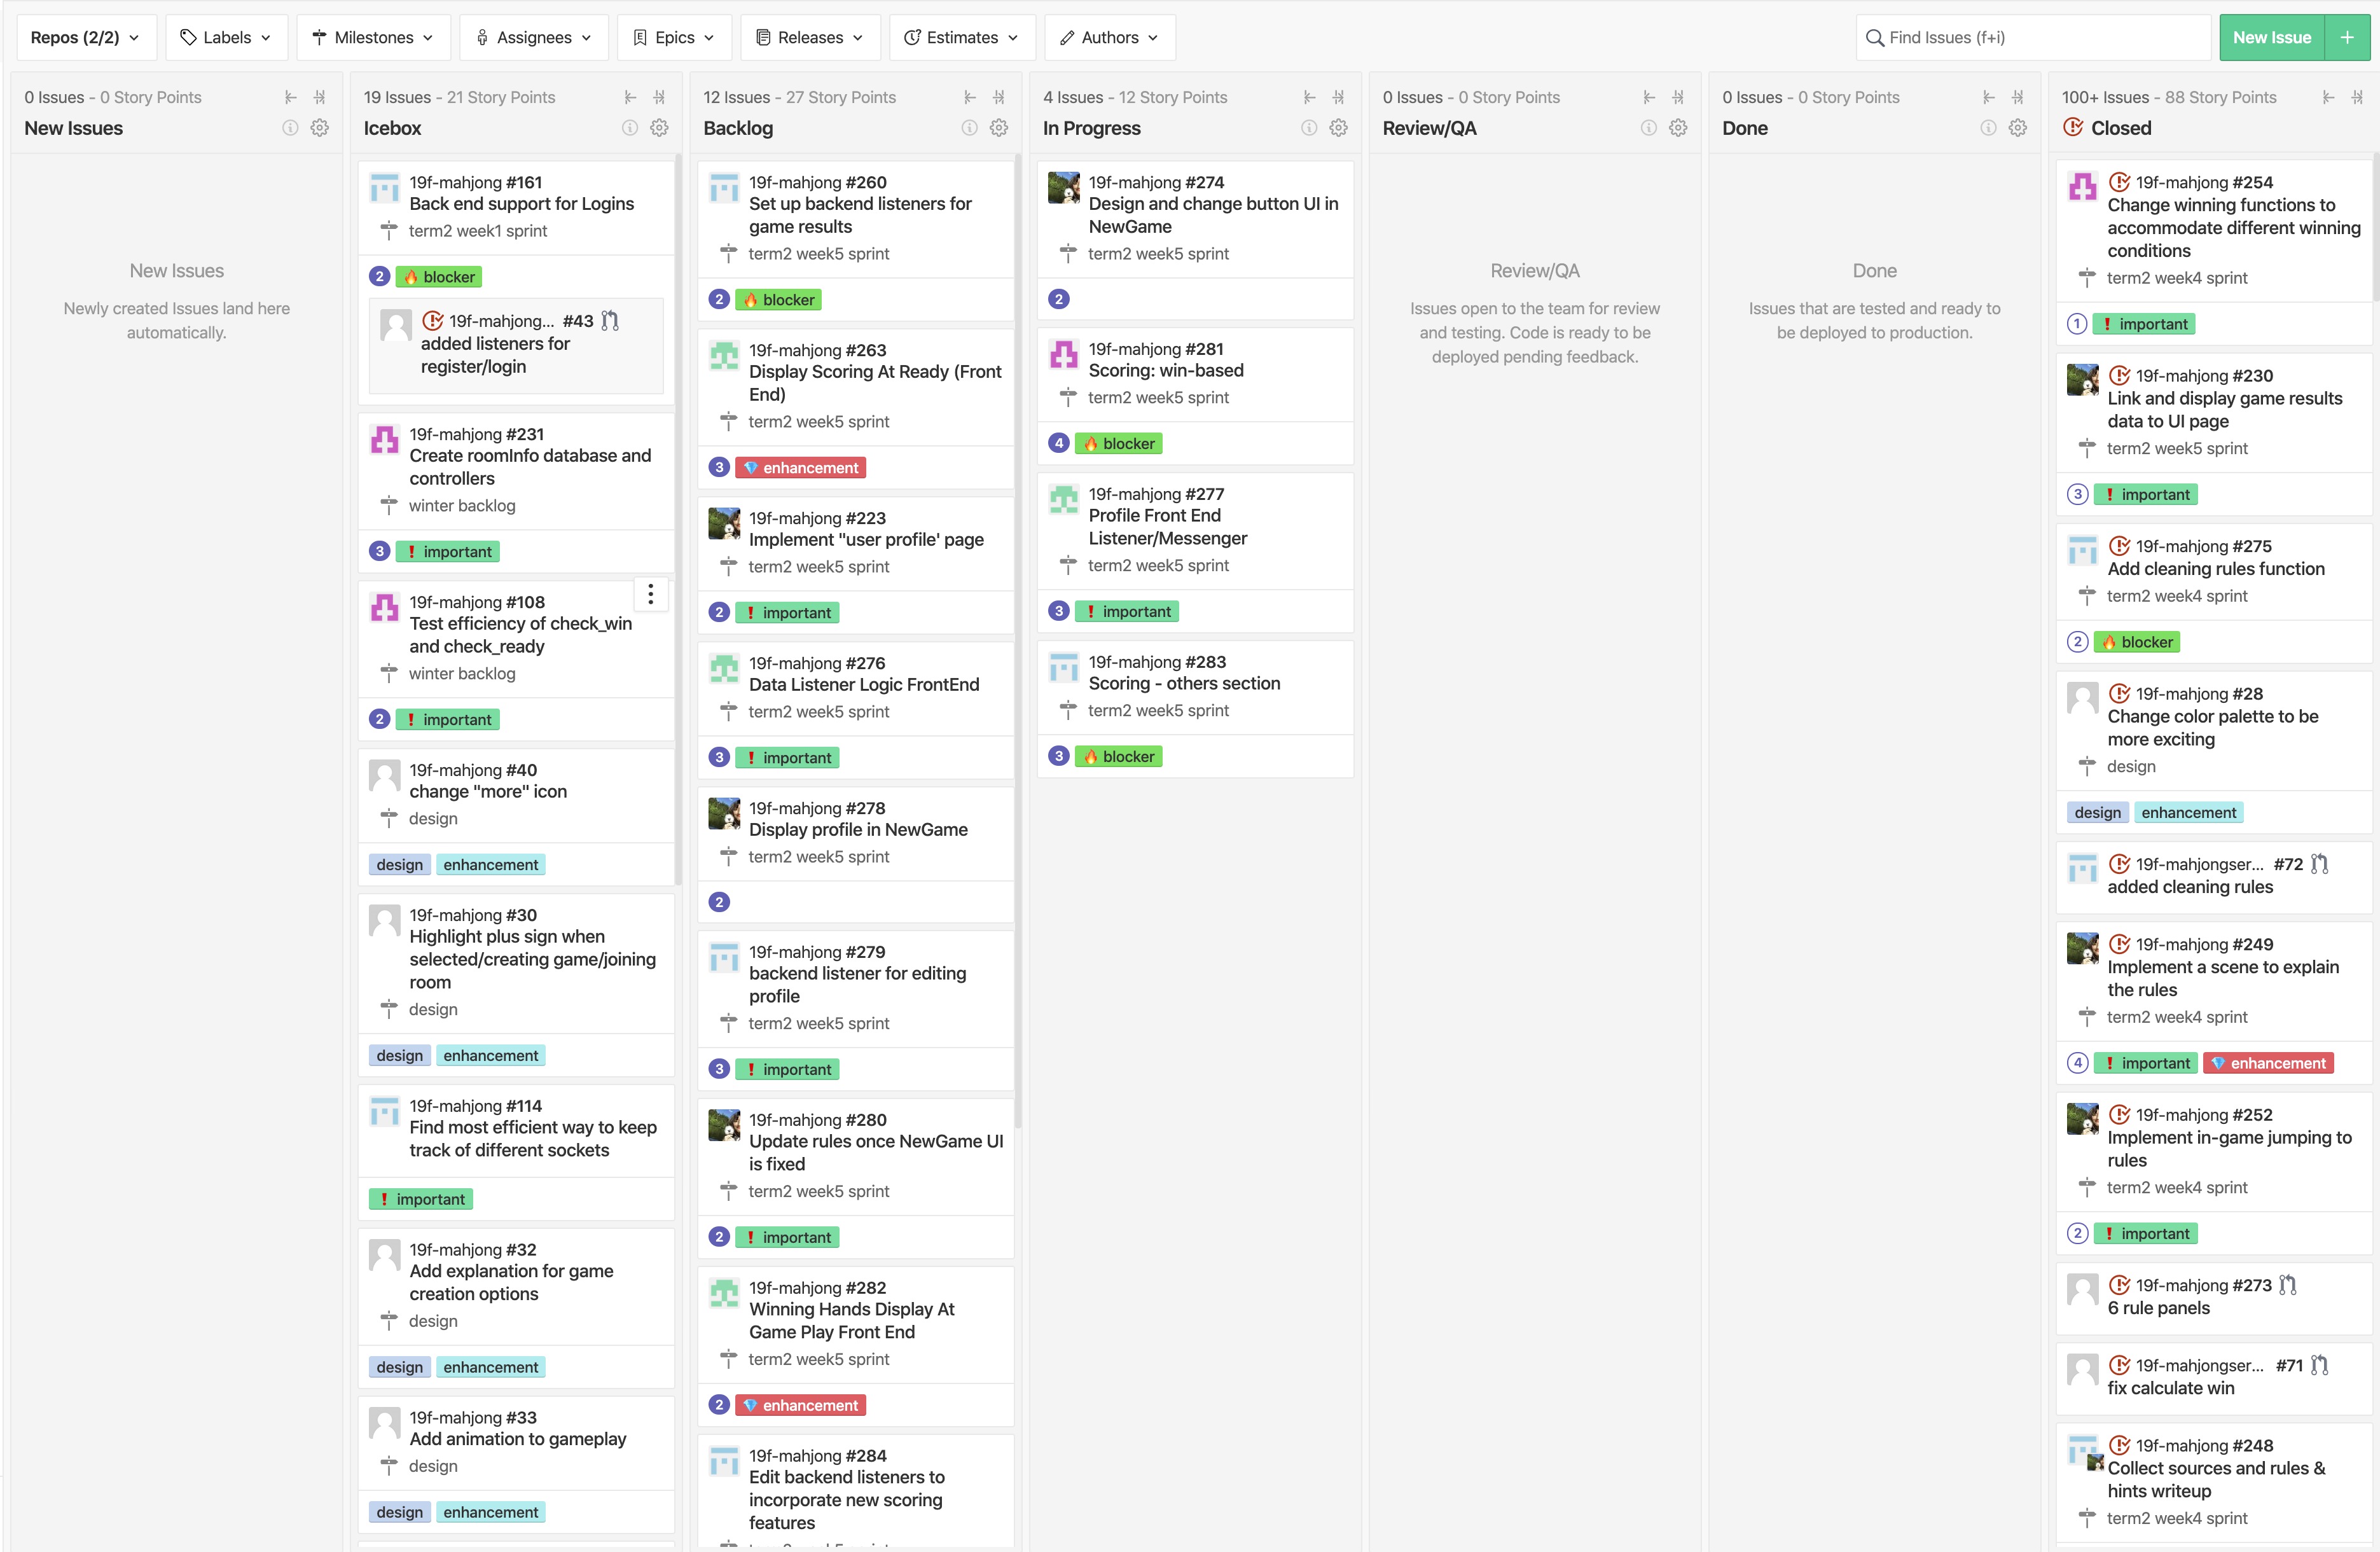 Repos (2/2)
Labels
Milestones
Assignees
Epics
Releases
Estimates
Authors
Find Issues (f+i)
New Issue
0 Issues - 0 Story Points
New Issues
New Issues
Newly created Issues land here
automatically.
19 Issues - 21 Story Points
Icebox
19f-mahjong #161
Back end support for Logins
term2 week1 sprint
2 blocker
19f-mahjong... #43
added listeners for
register/login
19f-mahjong #231
Create roomInfo database and
controllers
winter backlog
3 important
19f-mahjong #108
Test efficiency of check_win
and check_ready
winter backlog
2 important
19f-mahjong #40
change "more" icon
design
design enhancement
19f-mahjong #30
Highlight plus sign when
selected/creating game/joining
room
design
design enhancement
19f-mahjong #114
Find most efficient way to keep
track of different sockets
important
19f-mahjong #32
Add explanation for game
creation options
design
design enhancement
19f-mahjong #33
Add animation to gameplay
design
design enhancement
12 Issues - 27 Story Points
Backlog
19f-mahjong #260
Set up backend listeners for
game results
term2 week5 sprint
2 blocker
19f-mahjong #263
Display Scoring At Ready (Front
End)
term2 week5 sprint
3 enhancement
19f-mahjong #223
Implement "user profile' page
term2 week5 sprint
2 important
19f-mahjong #276
Data Listener Logic FrontEnd
term2 week5 sprint
3 important
19f-mahjong #278
Display profile in NewGame
term2 week5 sprint
2
19f-mahjong #279
backend listener for editing
profile
term2 week5 sprint
3 important
19f-mahjong #280
Update rules once NewGame UI
is fixed
term2 week5 sprint
2 important
19f-mahjong #282
Winning Hands Display At
Game Play Front End
term2 week5 sprint
2 enhancement
19f-mahjong #284
Edit backend listeners to
incorporate new scoring
features
4 Issues - 12 Story Points
In Progress
19f-mahjong #274
Design and change button UI in
NewGame
term2 week5 sprint
2
19f-mahjong #281
Scoring: win-based
term2 week5 sprint
4 blocker
19f-mahjong #277
Profile Front End
Listener/Messenger
term2 week5 sprint
3 important
19f-mahjong #283
Scoring - others section
term2 week5 sprint
3 blocker
0 Issues - 0 Story Points
Review/QA
Review/QA
Issues open to the team for review
and testing. Code is ready to be
deployed pending feedback.
0 Issues - 0 Story Points
Done
Done
Issues that are tested and ready to
be deployed to production.
100+ Issues - 88 Story Points
Closed
19f-mahjong #254
Change winning functions to
accommodate different winning
conditions
term2 week4 sprint
1 important
19f-mahjong #230
Link and display game results
data to UI page
term2 week5 sprint
3 important
19f-mahjong #275
Add cleaning rules function
term2 week4 sprint
2 blocker
19f-mahjong #28
Change color palette to be
more exciting
design
design enhancement
19f-mahjongser... #72
added cleaning rules
19f-mahjong #249
Implement a scene to explain
the rules
term2 week4 sprint
4 important enhancement
19f-mahjong #252
Implement in-game jumping to
rules
term2 week4 sprint
2 important
19f-mahjong #273
6 rule panels
19f-mahjongser... #71
fix calculate win
19f-mahjong #248
Collect sources and rules &
hints writeup
term2 week4 sprint